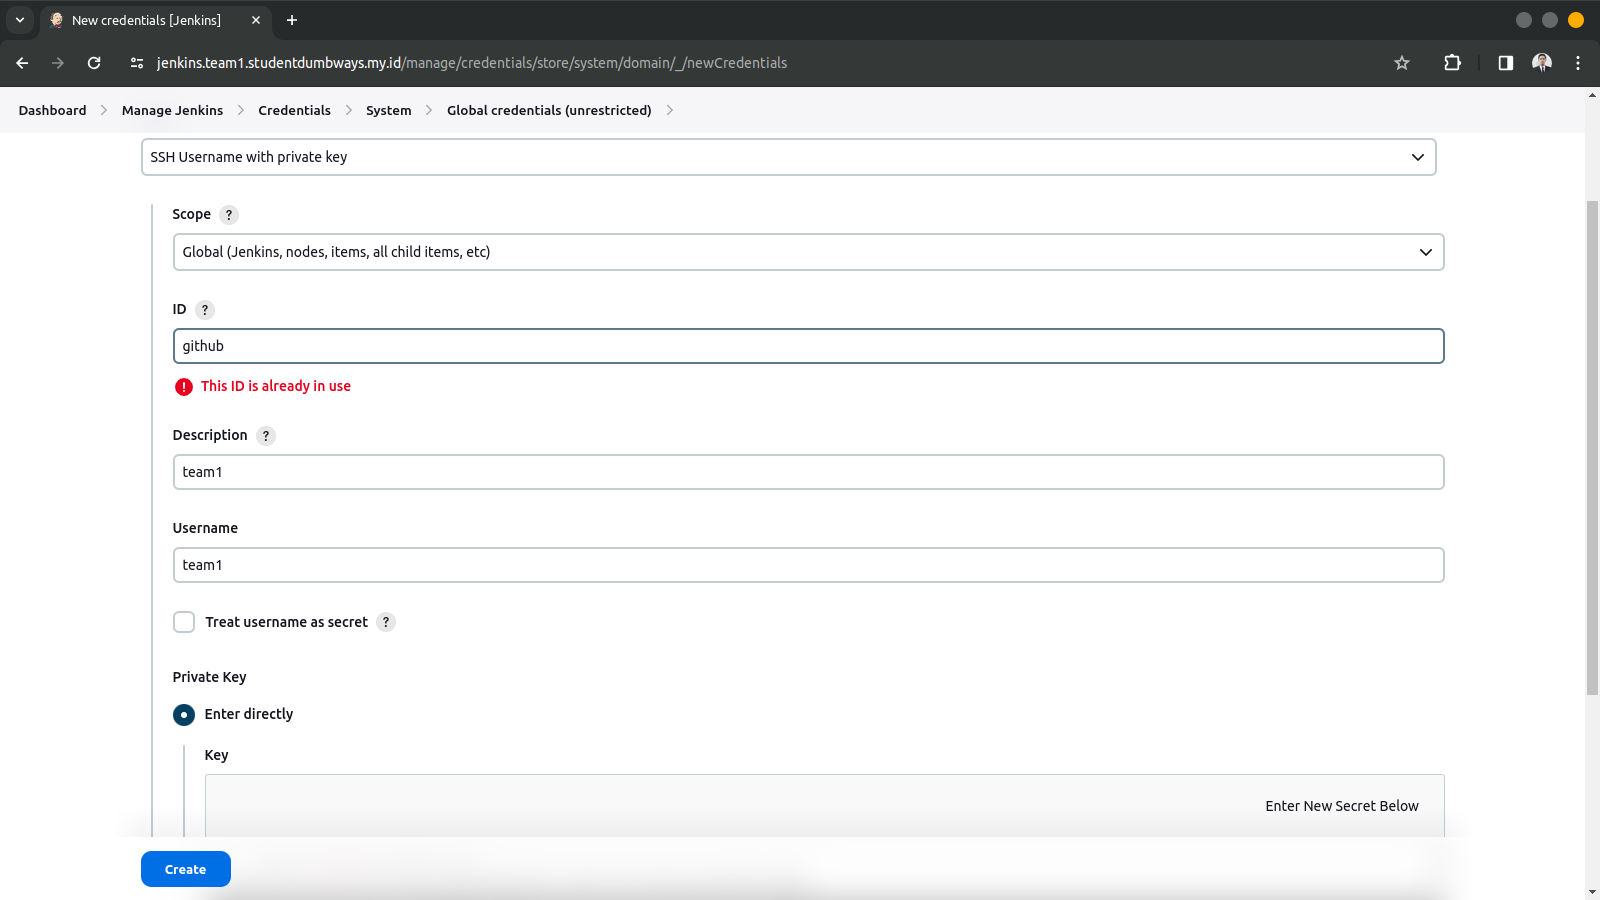 New credentials [Jenkins]
jenkins.team1.studentdumbways.my.id/manage/credentials/store/system/domain/_/newCredentials
Dashboard Manage Jenkins Credentials System Global credentials (unrestricted)
SSH Username with private key
Scope ?
Global (Jenkins, nodes, items, all child items, etc)
ID ?
github
! This ID is already in use
Description ?
team1
Username
team1
Treat username as secret ?
Private Key
Enter directly
Key
Enter New Secret Below
Create